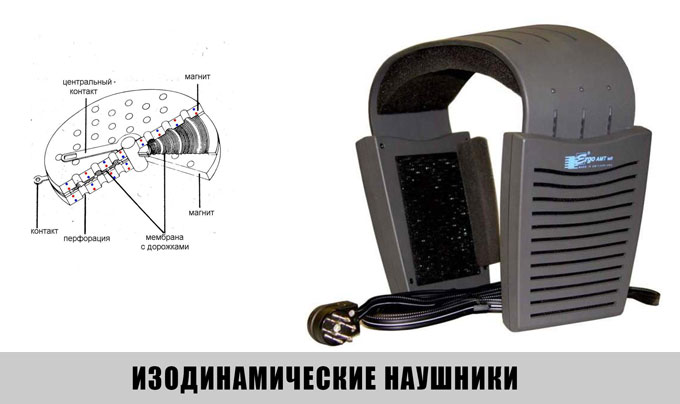 центральный-
контакт
магнит
магнит
контакт
перфорация
мембрана
с дорожками
Ergo AMT
ИЗОДИНАМИЧЕСКИЕ НАУШНИКИ